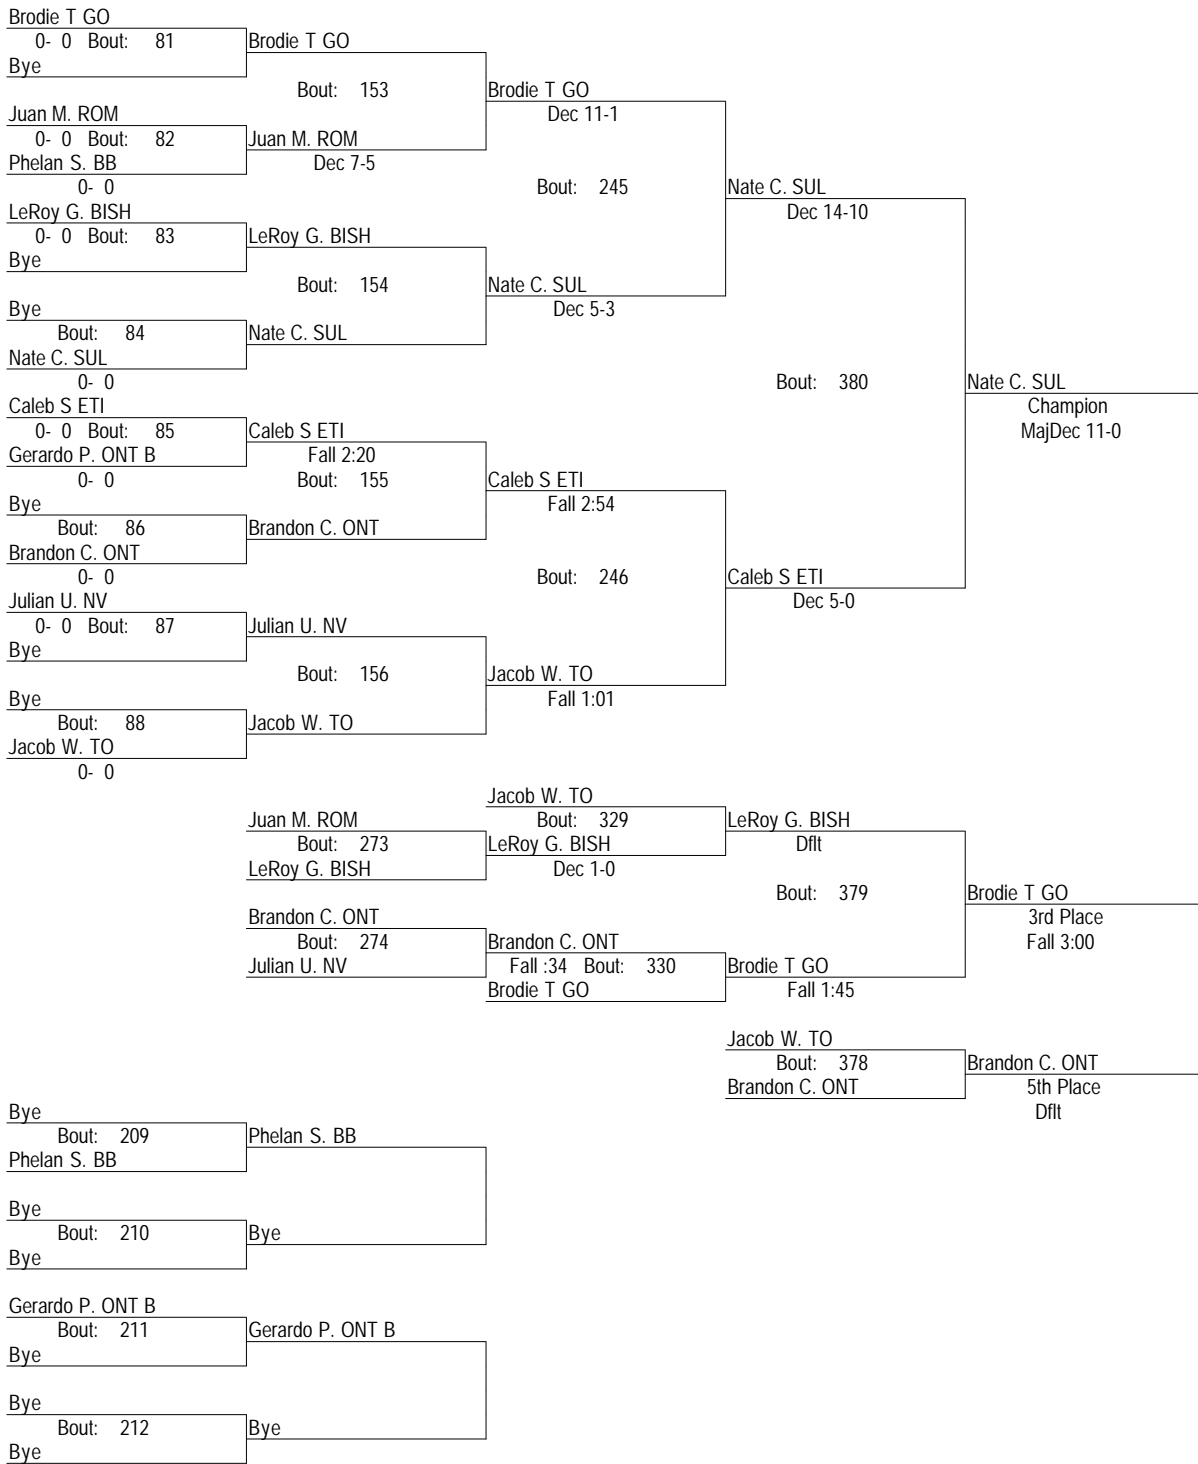 Brodie T GO
0- 0 Bout: 81 Brodie T GO
Bye
Bout: 153 Brodie T GO
Juan M. ROM Dec 11-1
0- 0 Bout: 82 Juan M. ROM
Phelan S. BB Dec 7-5
0- 0 Bout: 245 Nate C. SUL
LeRoy G. BISH Dec 14-10
0- 0 Bout: 83 LeRoy G. BISH
Bye
Bout: 154 Nate C. SUL
Bye Dec 5-3
Bout: 84 Nate C. SUL
Nate C. SUL
0- 0 Bout: 380 Nate C. SUL
Caleb S ETI Champion
0- 0 Bout: 85 Caleb S ETI MajDec 11-0
Gerardo P. ONT B Fall 2:20
0- 0 Bout: 155 Caleb S ETI
Bye Fall 2:54
Bout: 86 Brandon C. ONT
Brandon C. ONT
0- 0 Bout: 246 Caleb S ETI
Julian U. NV Dec 5-0
0- 0 Bout: 87 Julian U. NV
Bye
Bout: 156 Jacob W. TO
Bye Fall 1:01
Bout: 88 Jacob W. TO
Jacob W. TO
0- 0
Jacob W. TO
Juan M. ROM Bout: 329 LeRoy G. BISH
Bout: 273 LeRoy G. BISH Dflt
LeRoy G. BISH Dec 1-0
Bout: 379 Brodie T GO
Brandon C. ONT 3rd Place
Bout: 274 Brandon C. ONT Fall 3:00
Julian U. NV Fall :34 Bout: 330 Brodie T GO
Brodie T GO Fall 1:45
Jacob W. TO
Bout: 378 Brandon C. ONT
Brandon C. ONT 5th Place
Bye Dflt
Bout: 209 Phelan S. BB
Phelan S. BB
Bye
Bout: 210 Bye
Bye
Gerardo P. ONT B
Bout: 211 Gerardo P. ONT B
Bye
Bye
Bout: 212 Bye
Bye